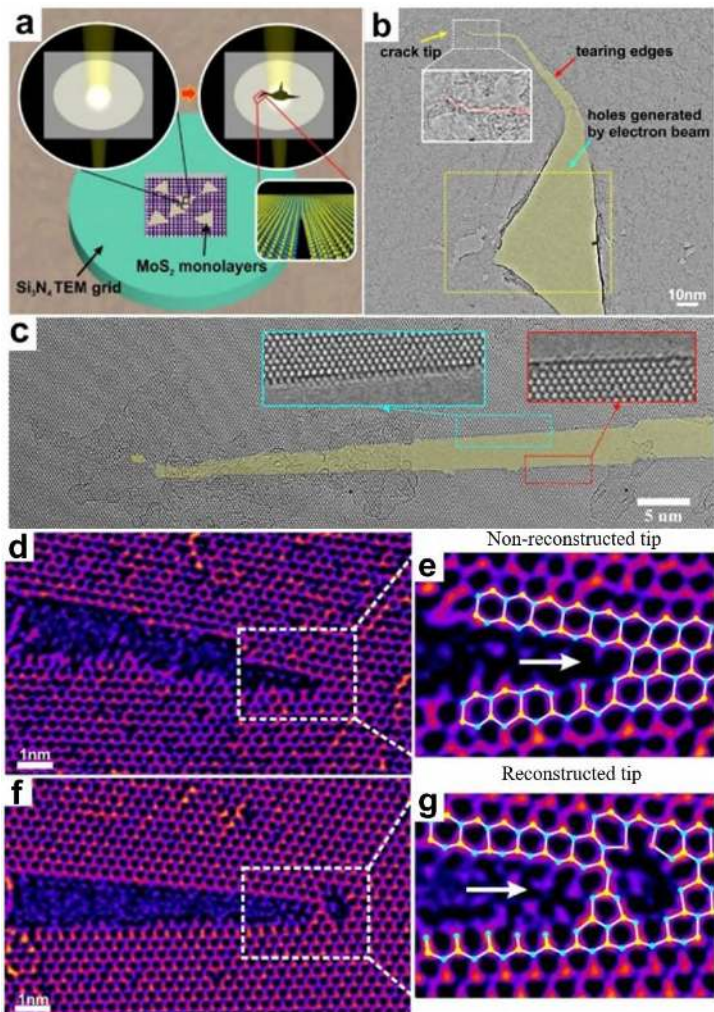 a
MoS₂ monolayers
Si₃N₄ TEM grid
b
crack tip
tearing edges
holes generated
by electron beam
10nm
c
5 nm
d
1nm
Non-reconstructed tip
e
f
1nm
Reconstructed tip
g